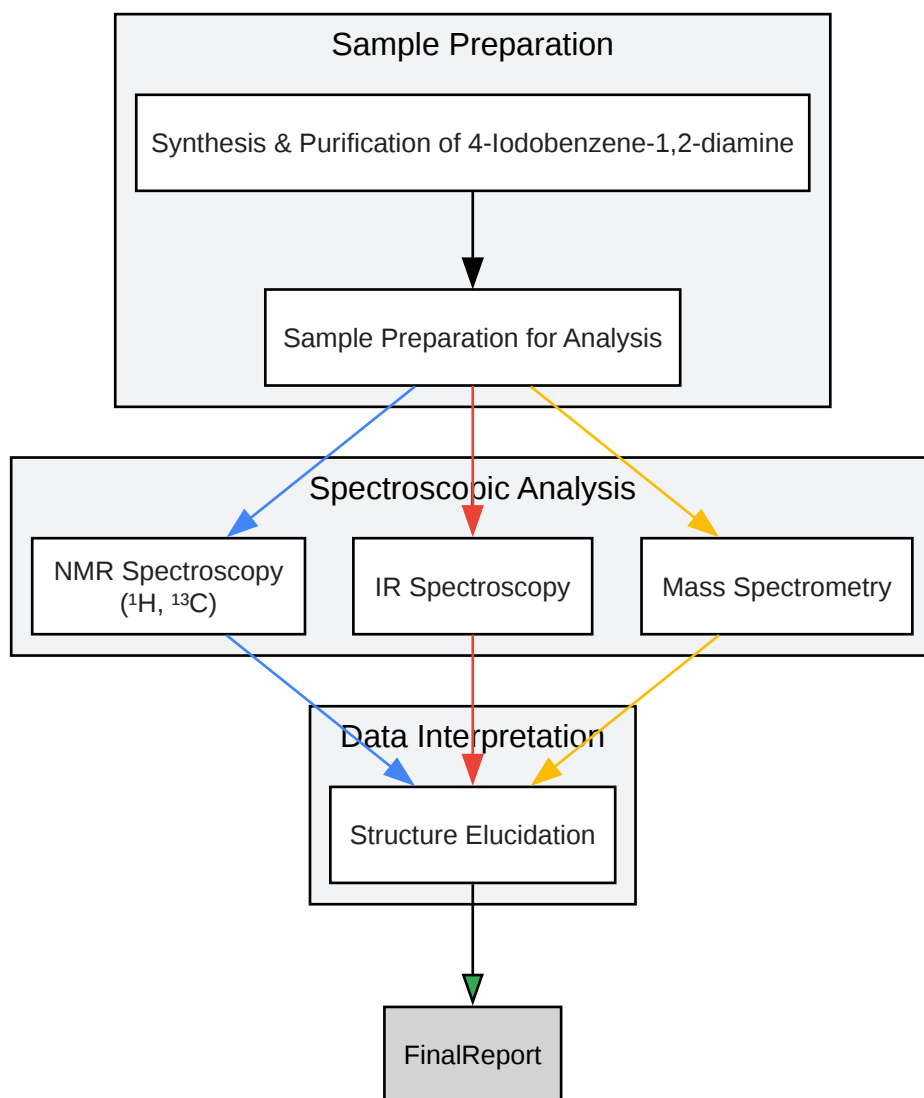 Sample Preparation
Synthesis & Purification of 4-Iodobenzene-1,2-diamine
Sample Preparation for Analysis
Spectroscopic Analysis
NMR Spectroscopy
(¹H, ¹³C)
IR Spectroscopy
Mass Spectrometry
Data Interpretation
Structure Elucidation
FinalReport